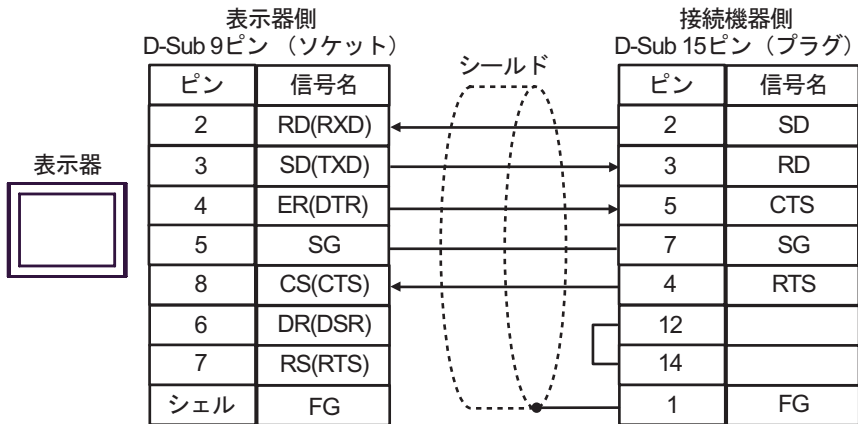 表示器側 接続機器側
D-Sub 9ピン （ソケット） D-Sub 15ピン（プラグ）
シールド
ピン 信号名 ピン 信号名
2 RD(RXD) 2 SD
表示器 3 SD(TXD) 3 RD
4 ER(DTR) 5 CTS
5 SG 7 SG
8 CS(CTS) 4 RTS
6 DR(DSR) 12
7 RS(RTS) 14
シェル FG 1 FG